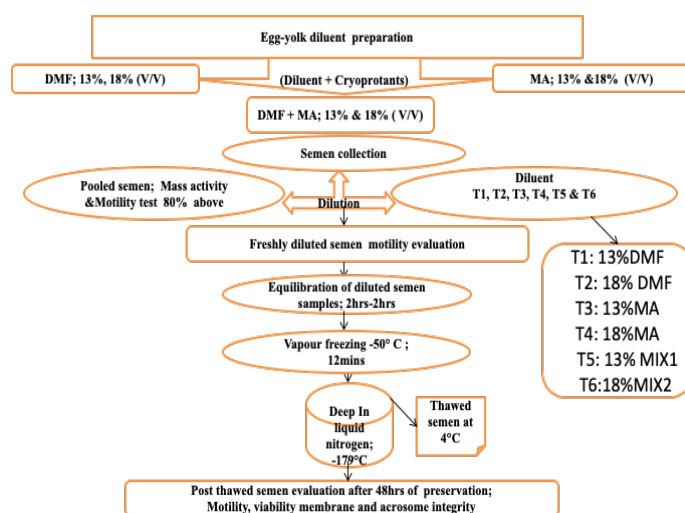 Egg-yolk diluent preparation
DMF; 13%, 18% (V/V)
(Diluent + Cryoprotants)
MA; 13% &18% (V/V)
DMF + MA; 13% & 18% ( V/V)
Semen collection
Pooled semen; Mass activity
&Motility test 80% above
Dilution
Diluent
T1, T2, T3, T4, T5 & T6
Freshly diluted semen motility evaluation
Equilibration of diluted semen
samples; 2hrs-2hrs
Vapour freezing -50° C ;
12mins
Deep In
liquid
nitrogen;
-179°C
Thawed
semen at
4°C
T1: 13%DMF
T2: 18% DMF
T3: 13%MA
T4: 18%MA
T5: 13% MIX1
T6:18%MIX2
Post thawed semen evaluation after 48hrs of preservation;
Motility, viability membrane and acrosome integrity